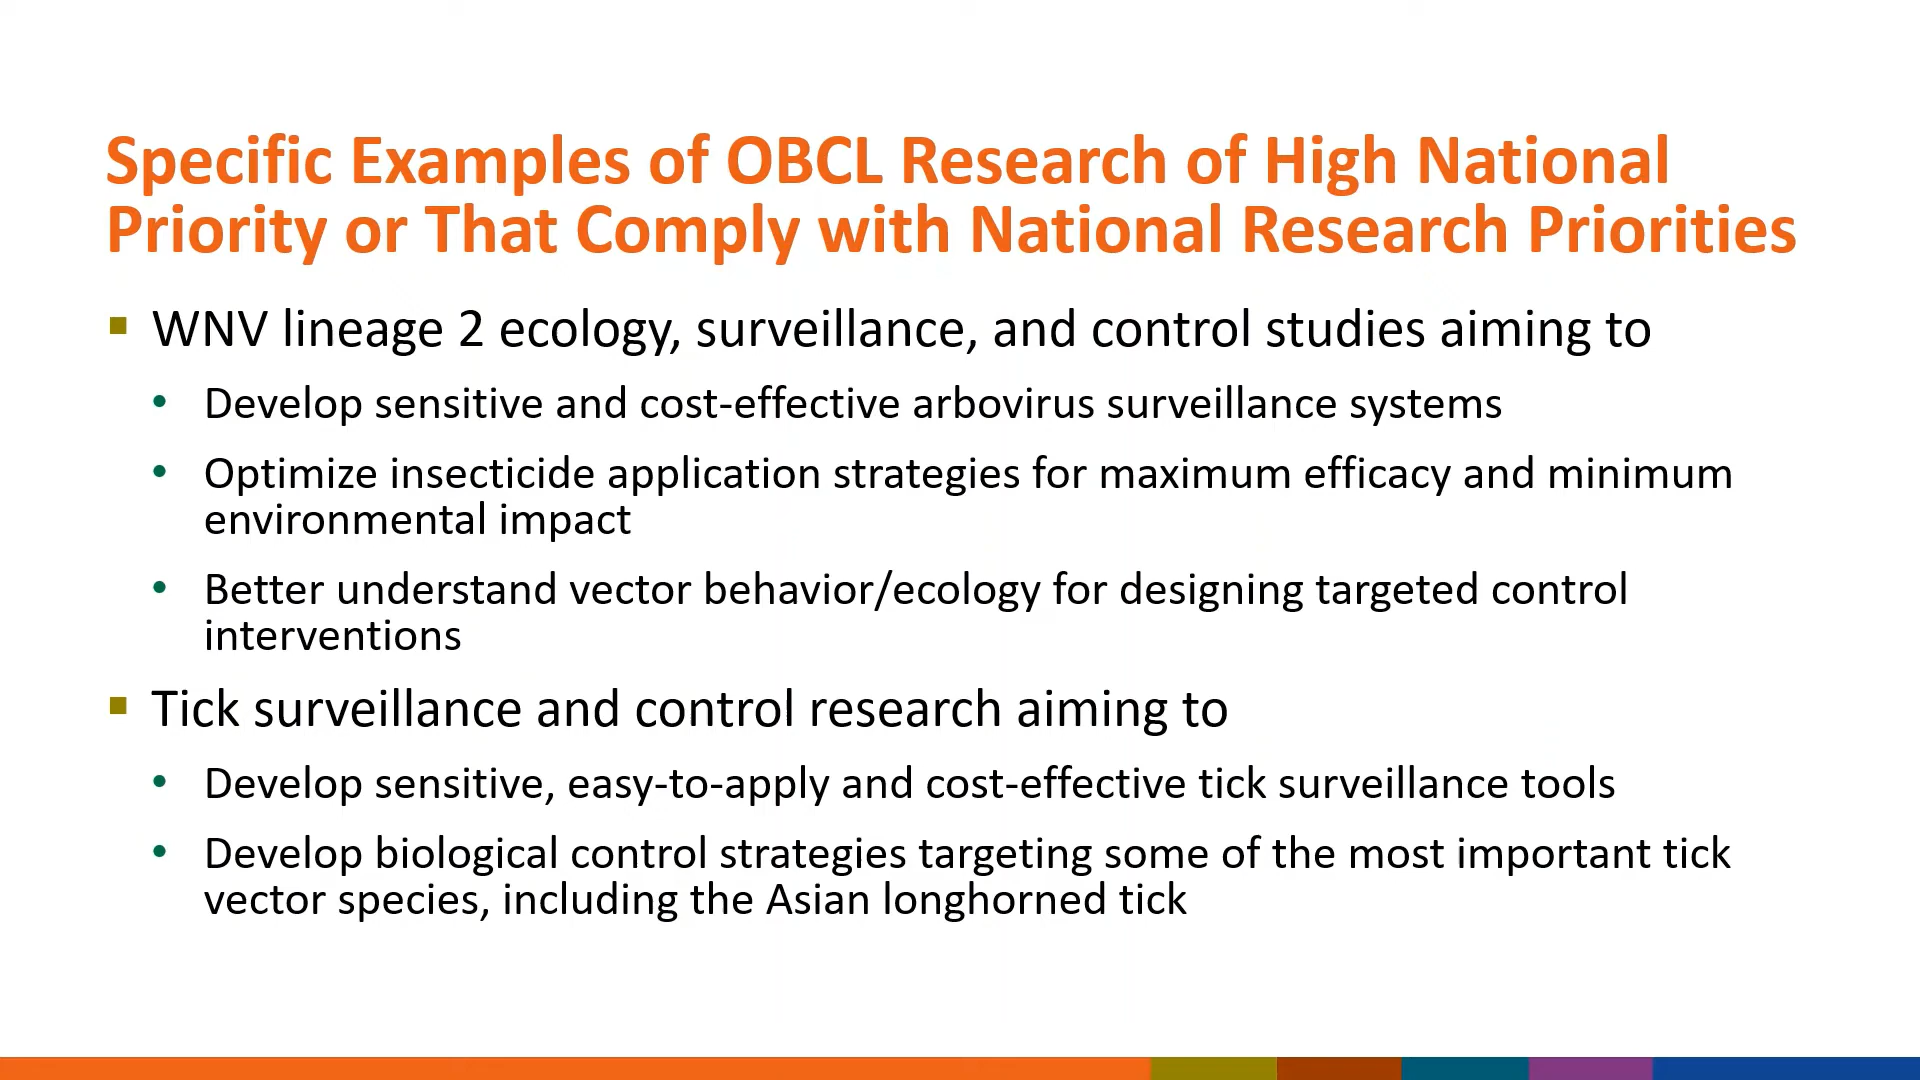 Specific Examples of OBCL Research of High National
Priority or That Comply with National Research Priorities
▪ WNV lineage 2 ecology, surveillance, and control studies aiming to
• Develop sensitive and cost-effective arbovirus surveillance systems
• Optimize insecticide application strategies for maximum efficacy and minimum
environmental impact
• Better understand vector behavior/ecology for designing targeted control
interventions
▪ Tick surveillance and control research aiming to
• Develop sensitive, easy-to-apply and cost-effective tick surveillance tools
• Develop biological control strategies targeting some of the most important tick
vector species, including the Asian longhorned tick